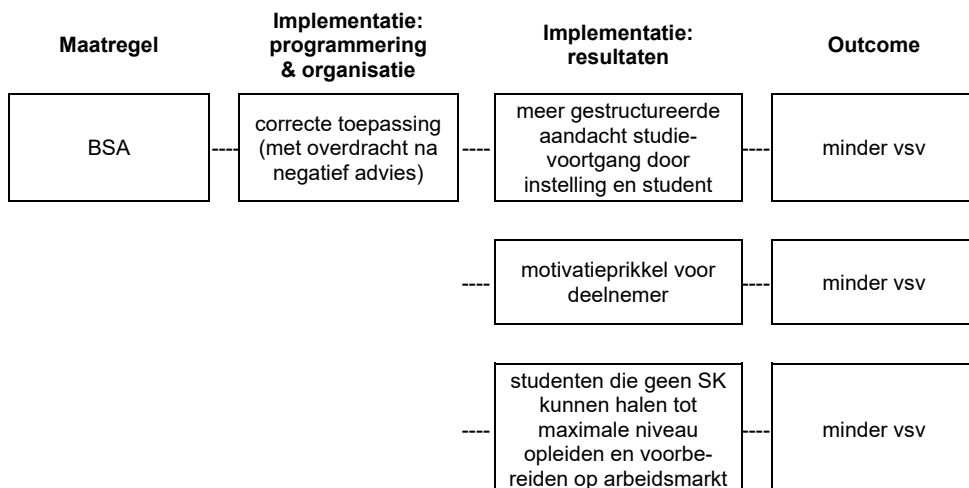 Maatregel
Implementatie:
programmering
& organisatie
Implementatie:
resultaten
Outcome
BSA
----
correcte toepassing
(met overdracht na
negatief advies)
----
meer gestructureerde
aandacht studie-
voortgang door
instelling en student
----
minder vsv
----
motivatieprikkel voor
deelnemer
----
minder vsv
----
studenten die geen SK
kunnen halen tot
maximale niveau
opleiden en voorbe-
reiden op arbeidsmarkt
----
minder vsv